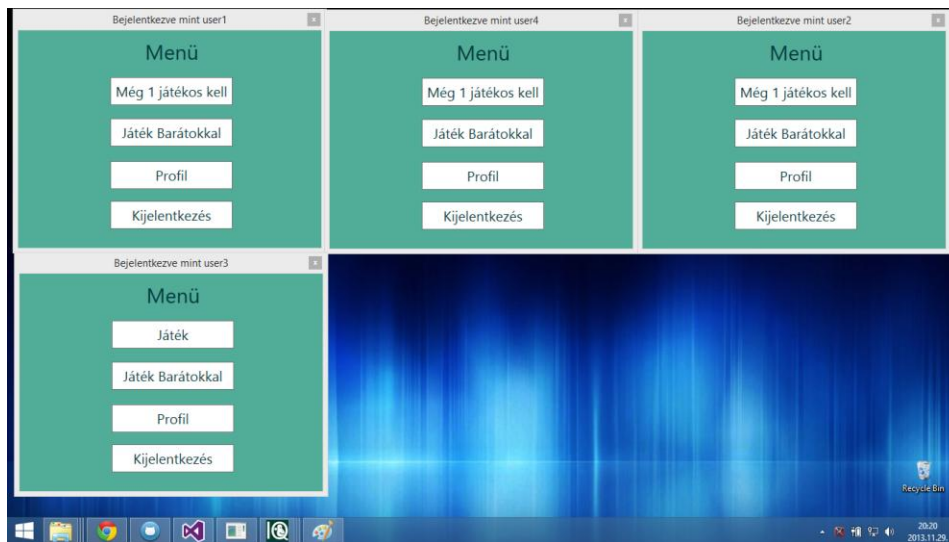 Bejelentkezve mint user1
x
Menü
Még 1 játékos kell
Játék Barátokkal
Profil
Kijelentkezés
Bejelentkezve mint user4
x
Menü
Még 1 játékos kell
Játék Barátokkal
Profil
Kijelentkezés
Bejelentkezve mint user2
x
Menü
Még 1 játékos kell
Játék Barátokkal
Profil
Kijelentkezés
Bejelentkezve mint user3
x
Menü
Játék
Játék Barátokkal
Profil
Kijelentkezés
Recycle Bin
20:20
2013.11.29.